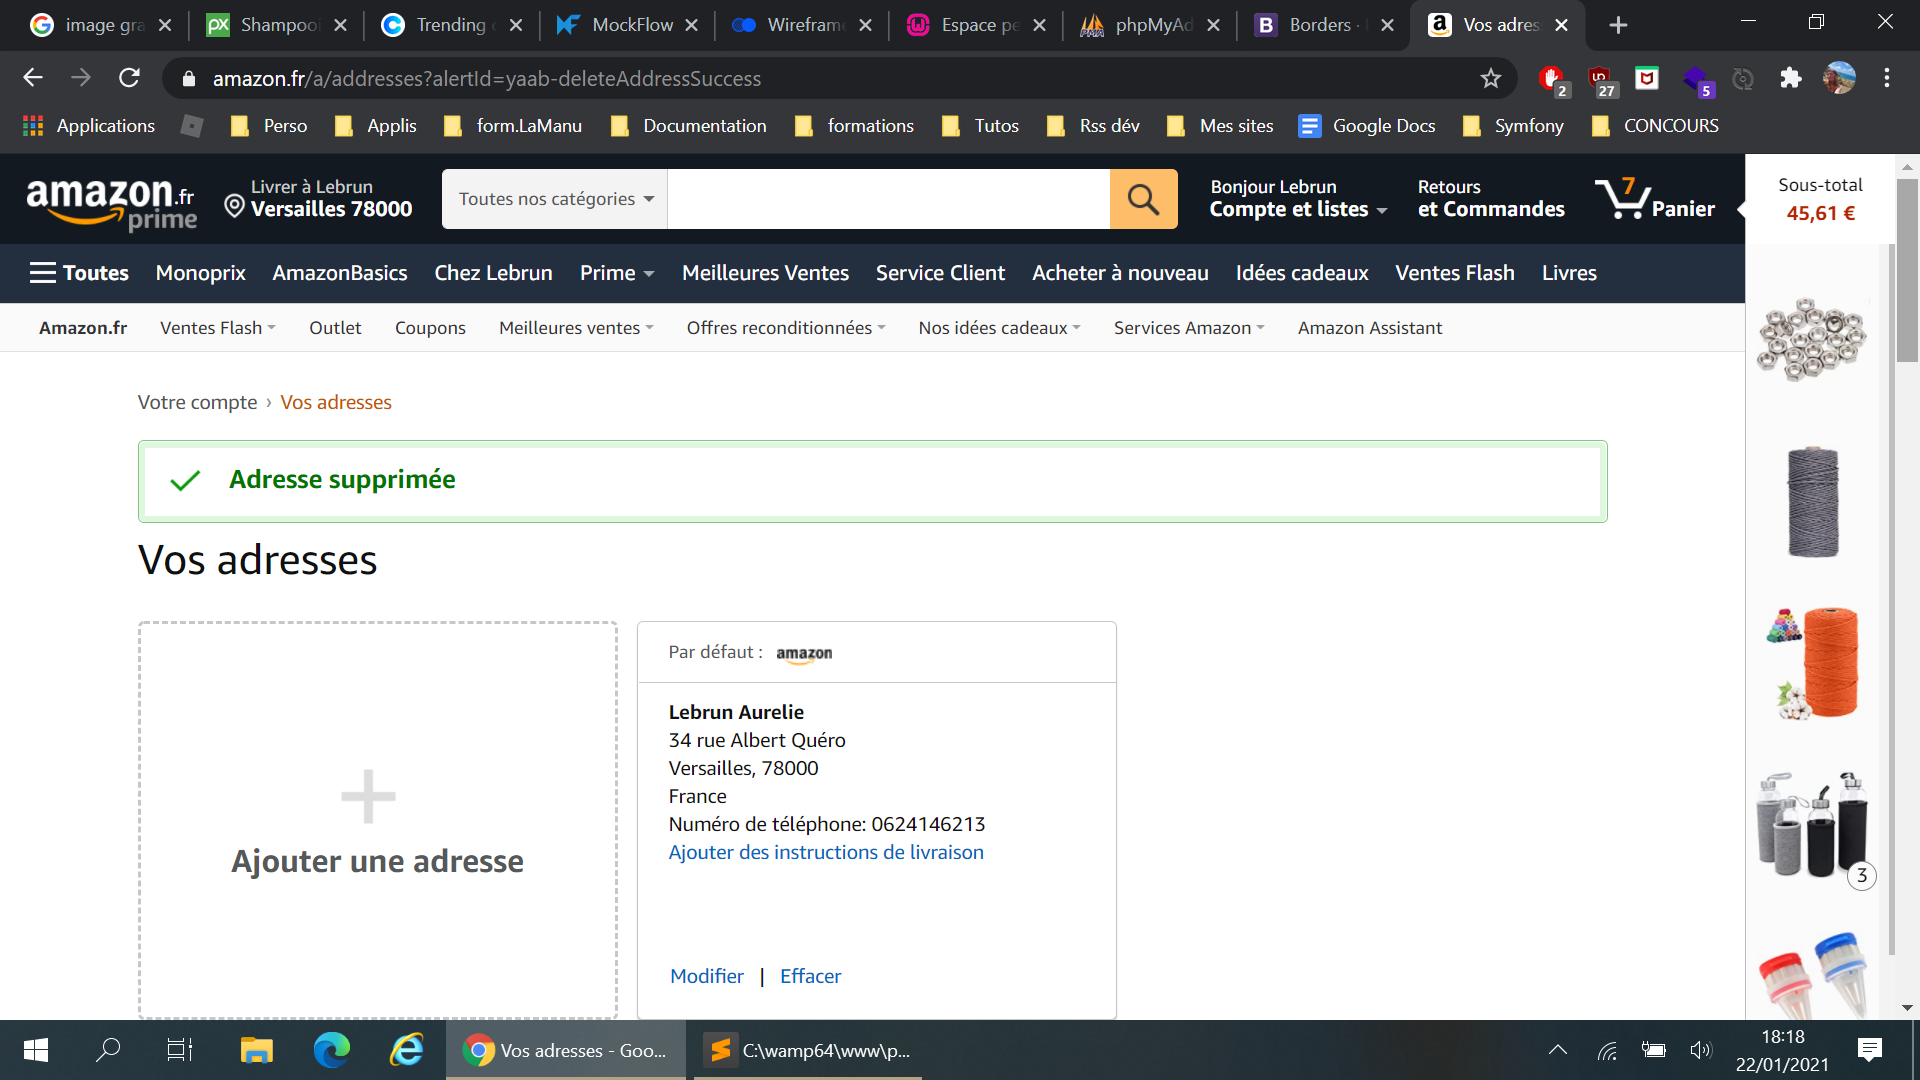 image gra
Shampooi
Trending
MockFlow
Wireframe
Espace pe
phpMyAd
Borders ·
Vos adres
amazon.fr/a/addresses?alertId=yaab-deleteAddressSuccess
2
27
5
Applications
Perso
Applis
form.LaManu
Documentation
formations
Tutos
Rss dév
Mes sites
Google Docs
Symfony
CONCOURS
amazon.fr
prime
Livrer à Lebrun
Versailles 78000
Toutes nos catégories
Bonjour Lebrun
Compte et listes
Retours
et Commandes
7
Panier
Sous-total
45,61 €
Toutes
Monoprix
AmazonBasics
Chez Lebrun
Prime
Meilleures Ventes
Service Client
Acheter à nouveau
Idées cadeaux
Ventes Flash
Livres
Amazon.fr
Ventes Flash
Outlet
Coupons
Meilleures ventes
Offres reconditionnées
Nos idées cadeaux
Services Amazon
Amazon Assistant
Votre compte › Vos adresses
Adresse supprimée
Vos adresses
Ajouter une adresse
Par défaut : amazon
Lebrun Aurelie
34 rue Albert Quéro
Versailles, 78000
France
Numéro de téléphone: 0624146213
Ajouter des instructions de livraison
Modifier | Effacer
3
Vos adresses - Goo...
C:\wamp64\www\p...
18:18
22/01/2021